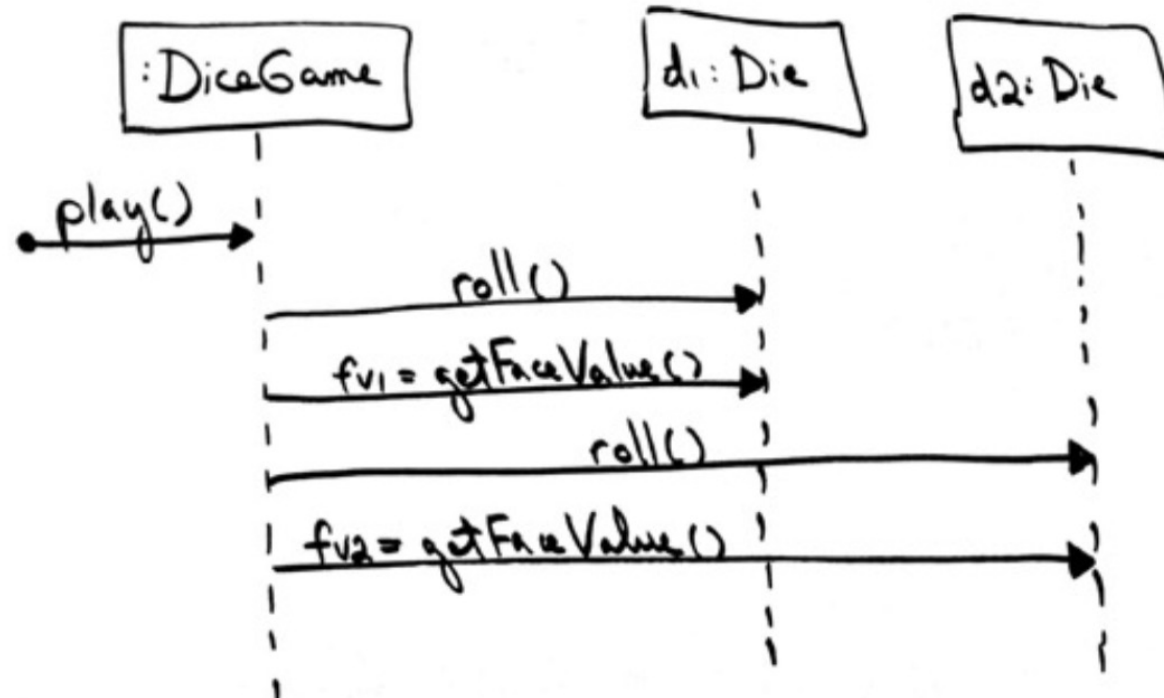 :DiceGame
d1: Die
d2: Die
play()
roll()
fv1 = getFaceValue()
roll()
fv2 = getFaceValue()